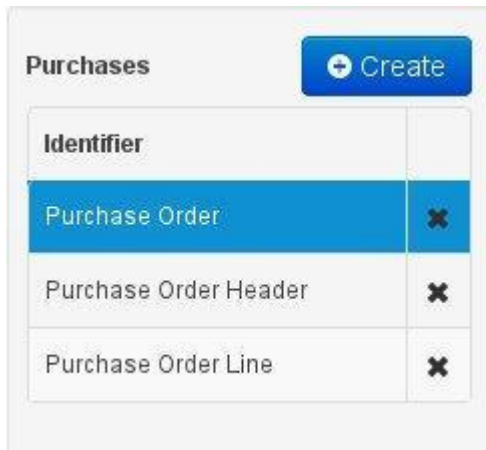 Purchases
Create
Identifier
Purchase Order
Purchase Order Header
Purchase Order Line